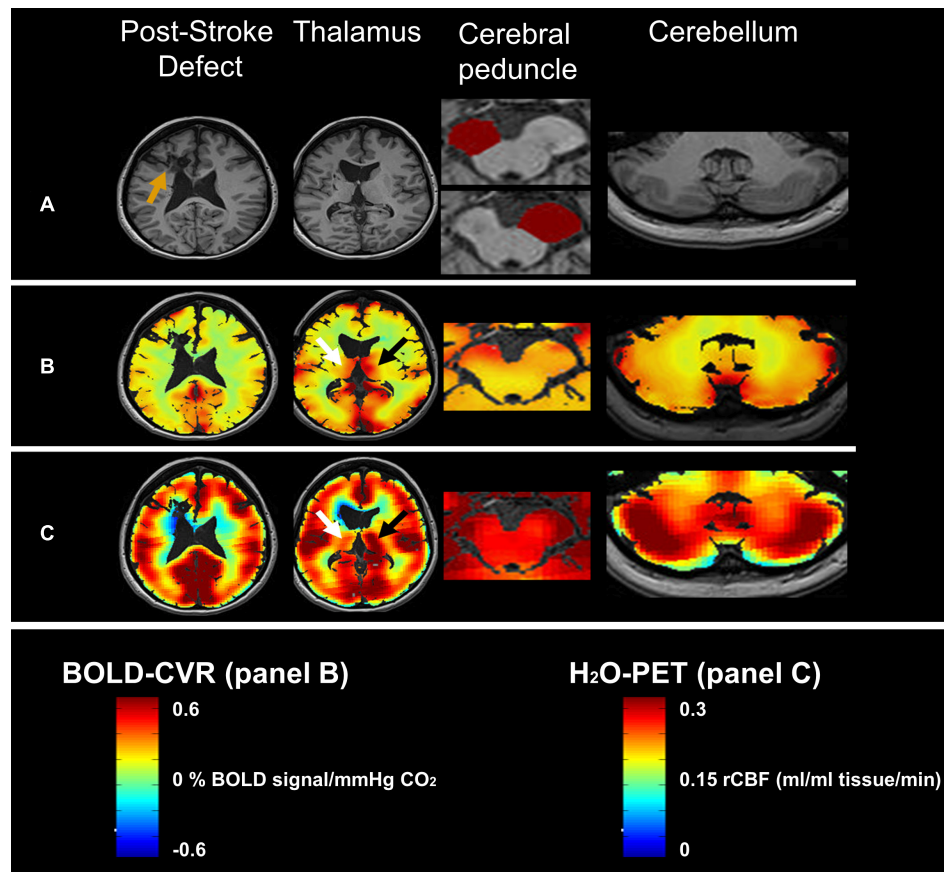 Post-Stroke
Defect
Thalamus
Cerebral
peduncle
Cerebellum
A
B
C
BOLD-CVR (panel B)
0.6
0 % BOLD signal/mmHg CO₂
-0.6
H₂O-PET (panel C)
0.3
0.15 rCBF (ml/ml tissue/min)
0